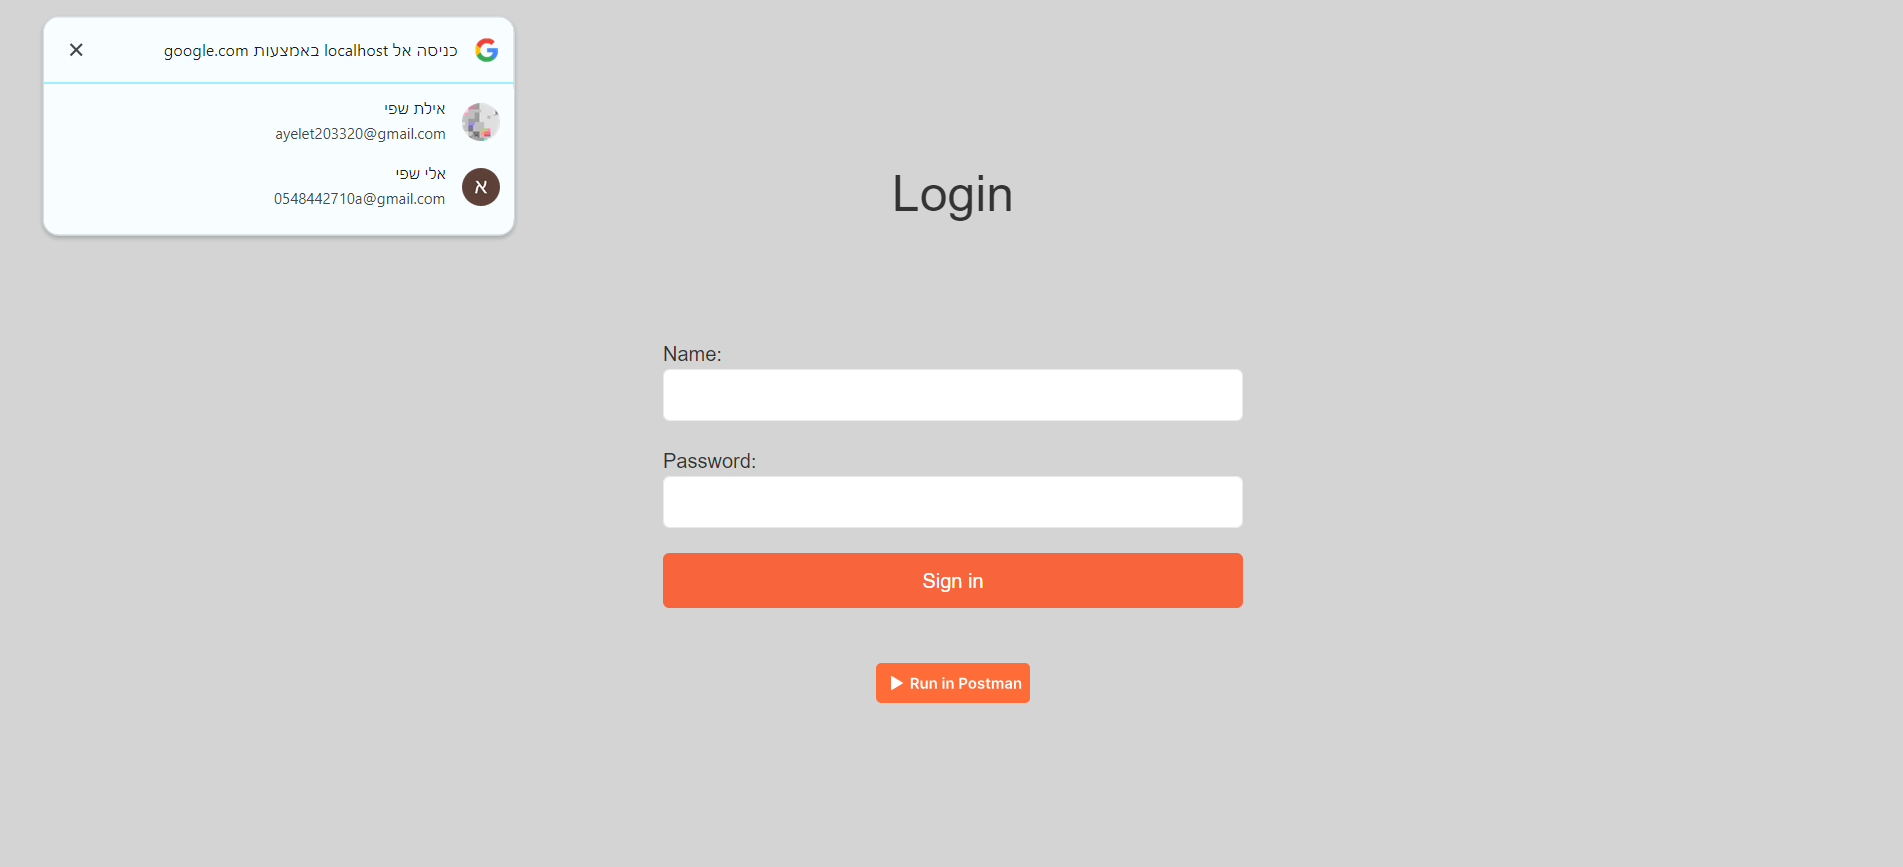 כניסה אל localhost באמצעות google.com
אילת שפי
ayelet203320@gmail.com
אלי שפי
א
0548442710a@gmail.com
Login
Name:
Password:
Sign in
Run in Postman